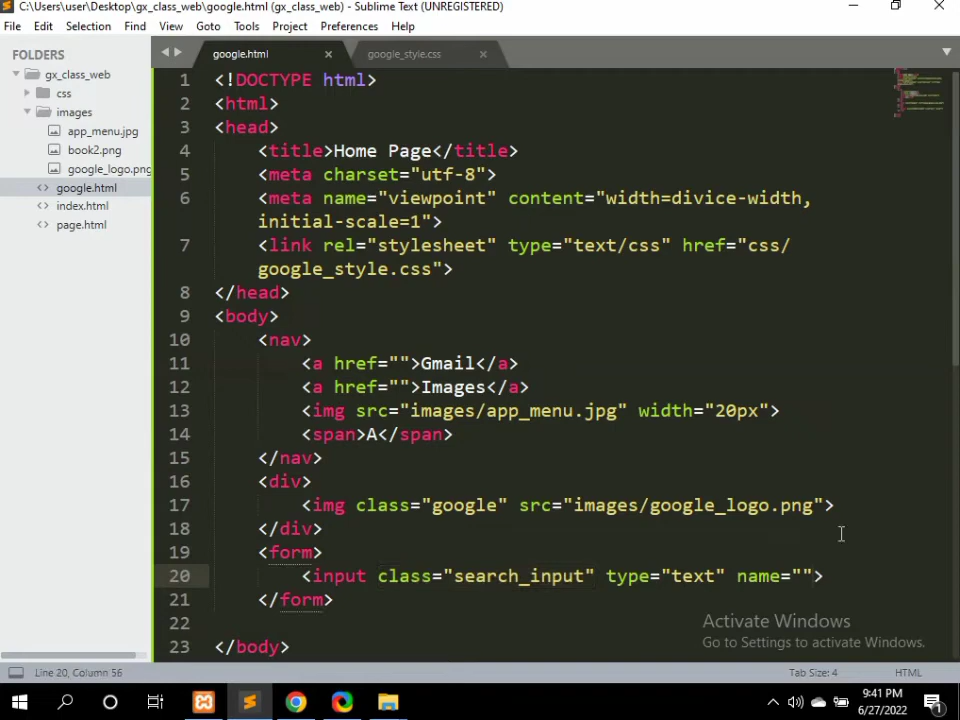 C:\Users\user\Desktop\gx_class_web\google.html (gx_class_web) - Sublime Text (UNREGISTERED)
File Edit Selection Find View Goto Tools Project Preferences Help
FOLDERS
gx_class_web
css
images
app_menu.jpg
book2.png
google_logo.png
google.html
index.html
page.html
google.html
google_style.css
1 <!DOCTYPE html>
2 <html>
3 <head>
4 <title>Home Page</title>
5 <meta charset="utf-8">
6 <meta name="viewpoint" content="width=divice-width,
initial-scale=1">
7 <link rel="stylesheet" type="text/css" href="css/
google_style.css">
8 </head>
9 <body>
10 <nav>
11 <a href="">Gmail</a>
12 <a href="">Images</a>
13 <img src="images/app_menu.jpg" width="20px">
14 <span>A</span>
15 </nav>
16 <div>
17 <img class="google" src="images/google_logo.png">
18 </div>
19 <form>
20 <input class="search_input" type="text" name="">
21 </form>
22
23 </body>
Activate Windows
Go to Settings to activate Windows.
Line 20, Column 56
Tab Size: 4
HTML
9:41 PM
6/27/2022
1